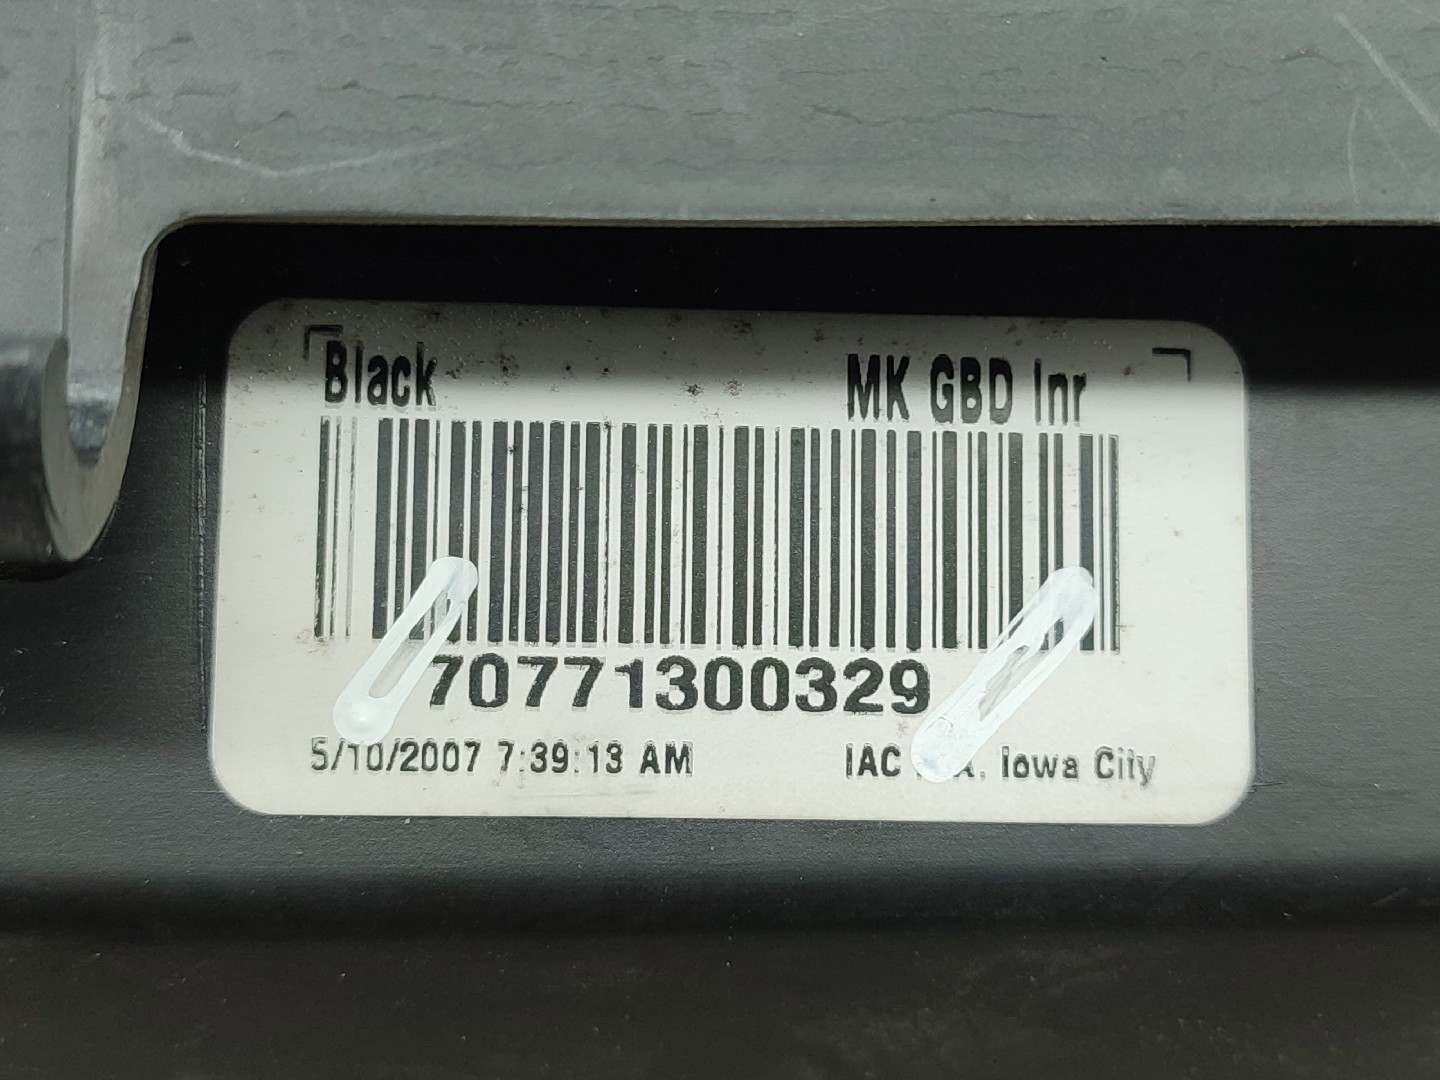 Black MK GBD Inr
70771300329
5/10/2007 7:39:13 AM IAC Iowa City